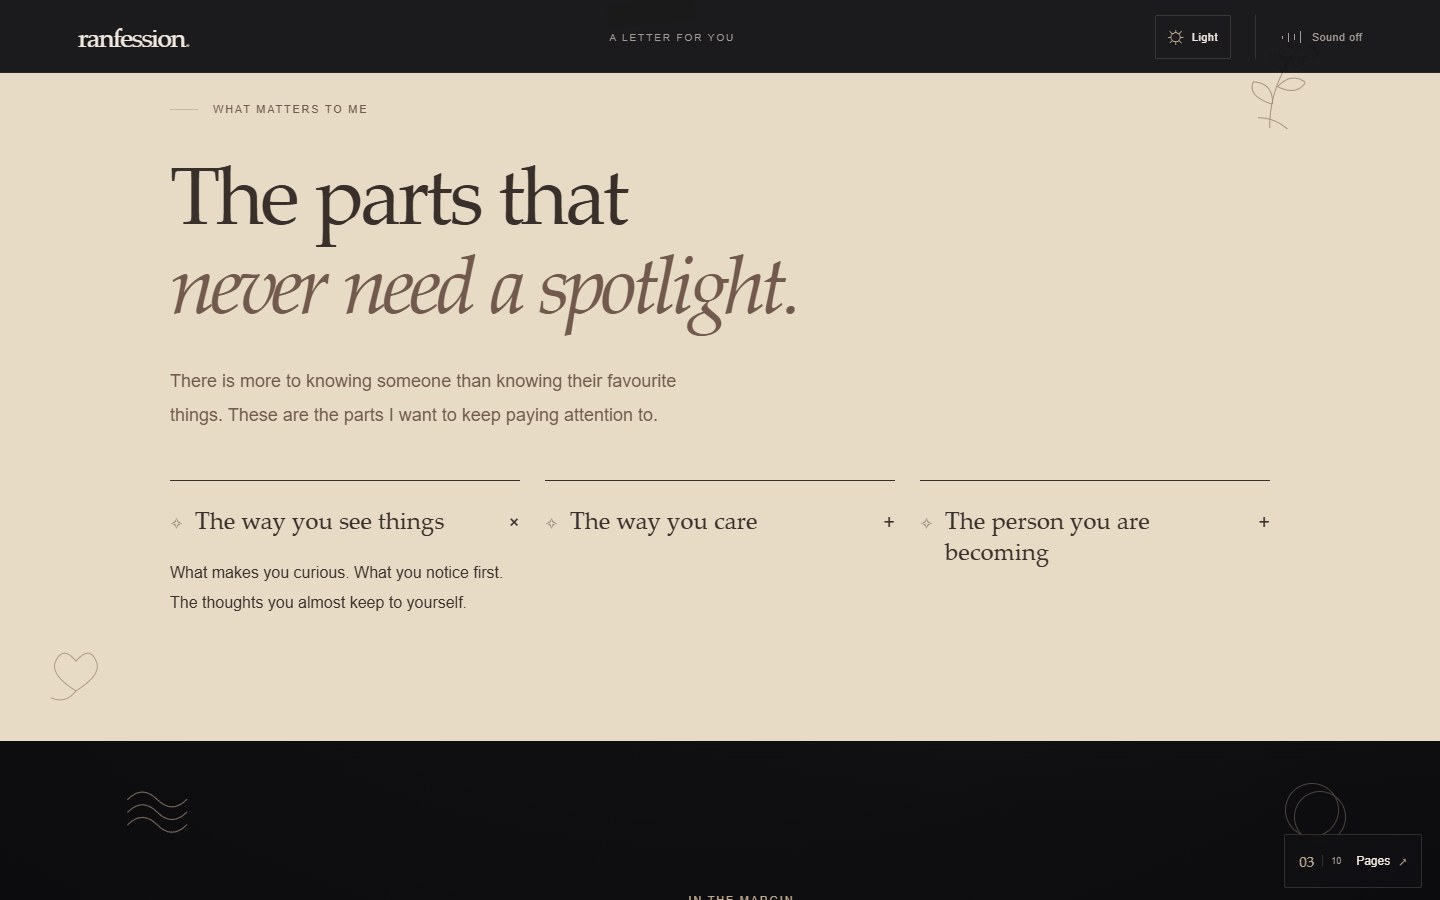 ranfession.
A LETTER FOR YOU
Light
Sound off
WHAT MATTERS TO ME
The parts that
never need a spotlight.
There is more to knowing someone than knowing their favourite
things. These are the parts I want to keep paying attention to.
The way you see things ×
What makes you curious. What you notice first.
The thoughts you almost keep to yourself.
The way you care +
The person you are +
becoming
03 10 Pages ↗
IN THE MARGIN